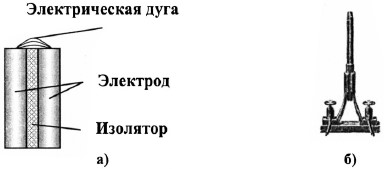 Электрическая дуга
Электрод
Изолятор
а)
б)